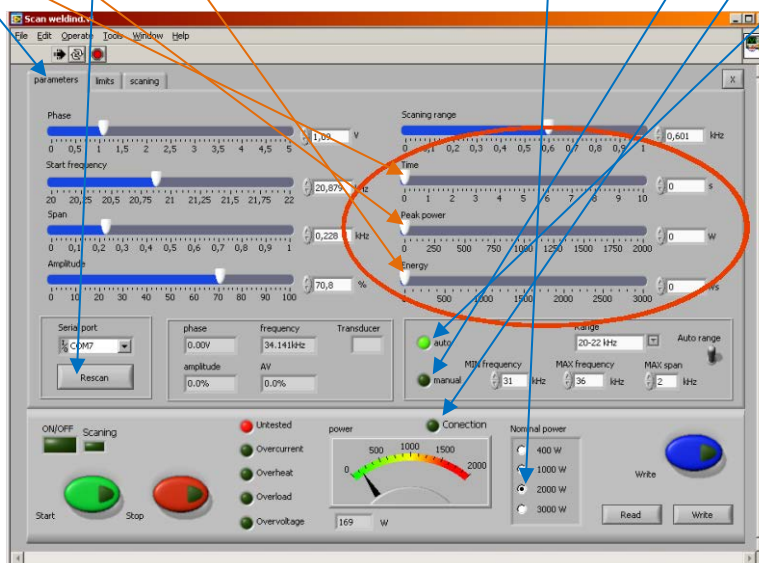 Scan weldind.vi
File Edit Operate Tools Window Help
parameters limits scaning X
Phase
0 0,5 1 1,5 2 2,5 3 3,5 4 4,5 5
1,09 V
Start frequency
20 20,25 20,5 20,75 21 21,25 21,5 21,75 22
20,879 kHz
Span
0 0,1 0,2 0,3 0,4 0,5 0,6 0,7 0,8 0,9 1
0,228 kHz
Amplitude
0 10 20 30 40 50 60 70 80 90 100
70,8 %
Scaning range
0 0,1 0,2 0,3 0,4 0,5 0,6 0,7 0,8 0,9 1
0,601 kHz
Time
0 1 2 3 4 5 6 7 8 9 10
0 s
Peak power
0 250 500 750 1000 1250 1500 1750 2000
0 W
Energy
0 500 1000 1500 2000 2500 3000
0 Ws
Serial port
COM7
Rescan
phase frequency Transducer
0.00V 34.141kHz
amplitude AV
0.0% 0.0%
auto
manual
Range
20-22 kHz
Auto range
MIN frequency MAX frequency MAX span
31 kHz 36 kHz 2 kHz
ON/OFF Scaning
Start Stop
Untested
Overcurrent
Overheat
Overload
Overvoltage
power
Conection
0 500 1000 1500 2000
169 W
Nominal power
400 W
1000 W
2000 W
3000 W
Write
Read Write